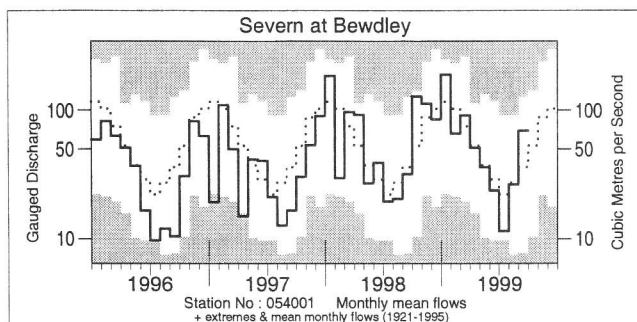 Severn at Bewdley
Gauged Discharge
100
50
10
100
50
10
Cubic Metres per Second
1996 1997 1998 1999
Station No : 054001 Monthly mean flows
+ extremes & mean monthly flows (1921-1995)